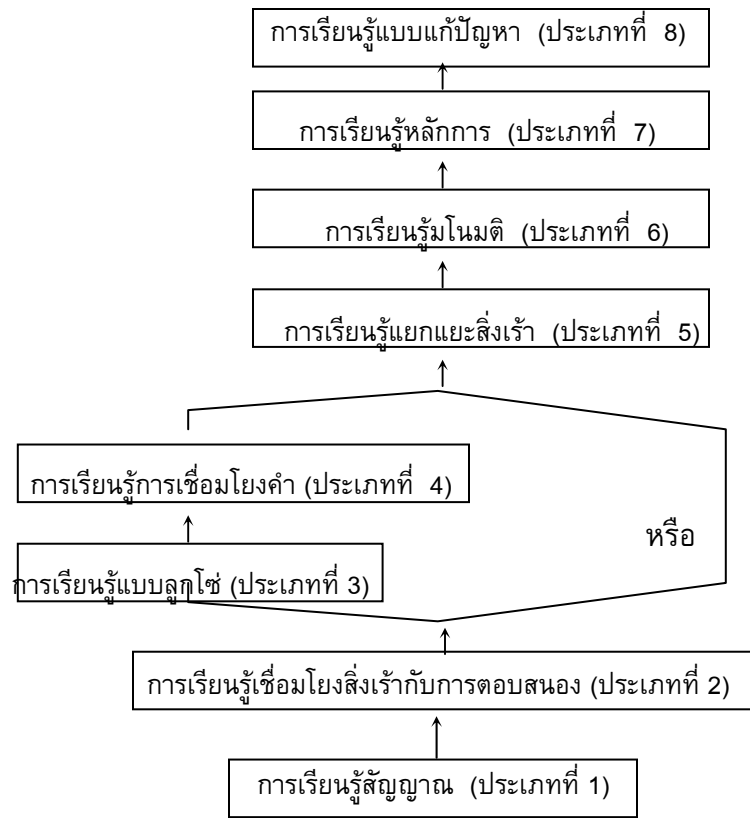 การเรียนรู้แบบแก้ปัญหา (ประเภทที่ 8)
การเรียนรู้หลักการ (ประเภทที่ 7)
การเรียนรู้มโนมติ (ประเภทที่ 6)
การเรียนรู้แยกแยะสิ่งเร้า (ประเภทที่ 5)
การเรียนรู้การเชื่อมโยงคำ (ประเภทที่ 4)
หรือ
การเรียนรู้แบบลูกโซ่ (ประเภทที่ 3)
การเรียนรู้เชื่อมโยงสิ่งเร้ากับการตอบสนอง (ประเภทที่ 2)
การเรียนรู้สัญญาณ (ประเภทที่ 1)